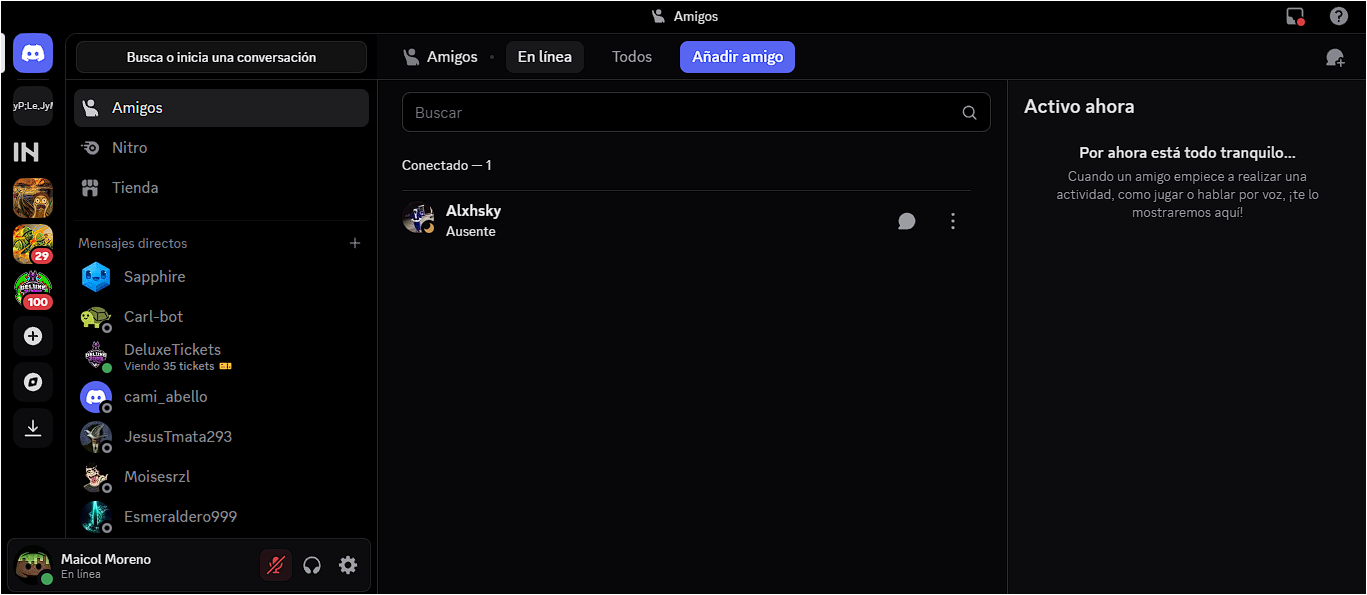 Amigos
Busca o inicia una conversación
Amigos
En línea
Todos
Añadir amigo
Amigos
Nitro
Tienda
Mensajes directos
Sapphire
Carl-bot
DeluxeTickets
Viendo 35 tickets
cami_abello
JesusTmata293
Moisesrzl
Esmeraldero999
Maicol Moreno
En línea
29
100
Buscar
Conectado — 1
Alxhsky
Ausente
Activo ahora
Por ahora está todo tranquilo...
Cuando un amigo empiece a realizar una
actividad, como jugar o hablar por voz, ¡te lo
mostraremos aquí!